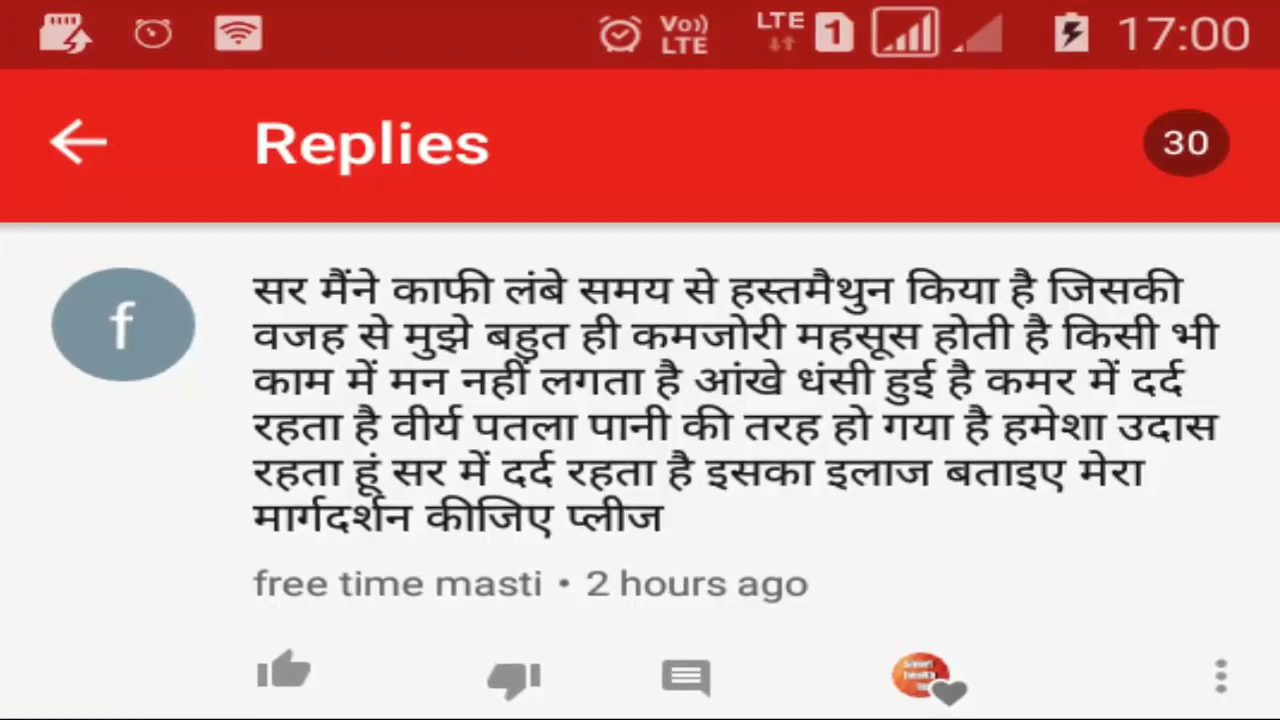 Vo)) LTE
LTE
1
17:00
Replies
30
f
सर मैंने काफी लंबे समय से हस्तमैथुन किया है जिसकी
वजह से मुझे बहुत ही कमजोरी महसूस होती है किसी भी
काम में मन नहीं लगता है आंखे धंसी हुई है कमर में दर्द
रहता है वीर्य पतला पानी की तरह हो गया है हमेशा उदास
रहता हूं सर में दर्द रहता है इसका इलाज बताइए मेरा
मार्गदर्शन कीजिए प्लीज
free time masti • 2 hours ago